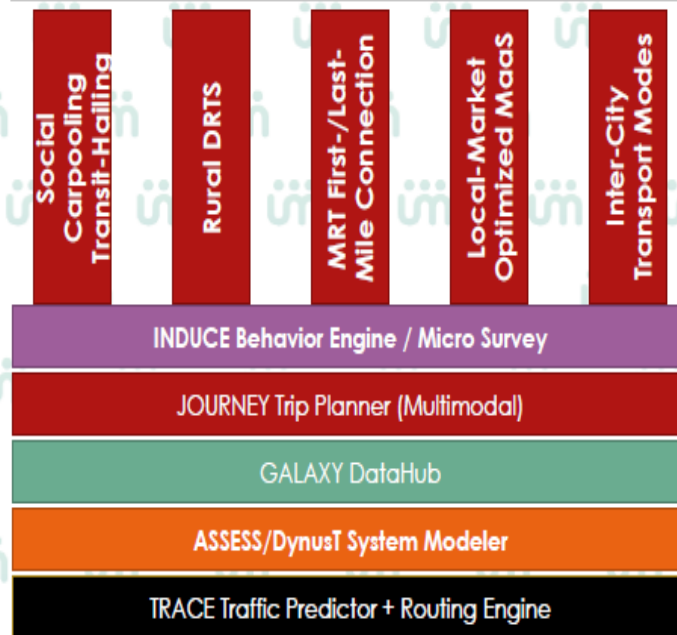 Social
Carpooling
Transit-Hailing
Rural DRTS
MRT First-/Last-
Mile Connection
Local-Market
Optimized MaaS
Inter-City
Transport Modes
INDUCE Behavior Engine / Micro Survey
JOURNEY Trip Planner (Multimodal)
GALAXY DataHub
ASSESS/DynusT System Modeler
TRACE Traffic Predictor + Routing Engine